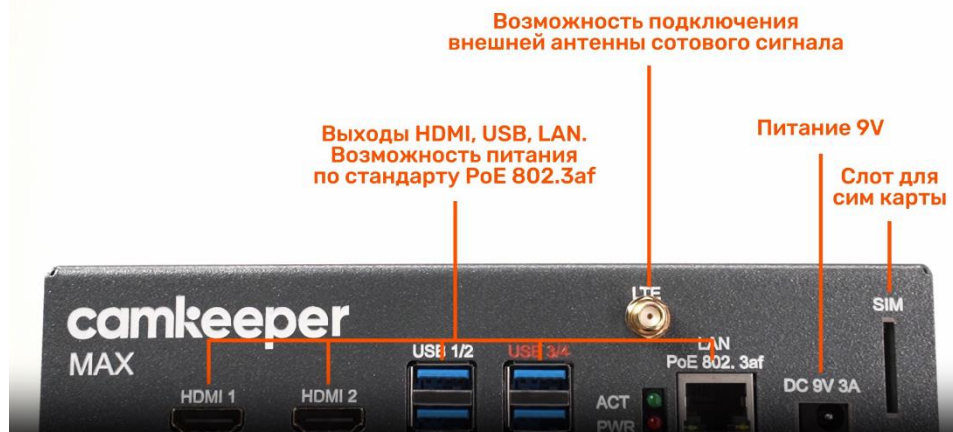 Возможность подключения
внешней антенны сотового сигнала
Выходы HDMI, USB, LAN.
Возможность питания
по стандарту PoE 802.3af
Питание 9V
Слот для
сим карты
camkeeper
MAX
HDMI 1
HDMI 2
USB 1/2
USB 3/4
LTE
LAN
PoE 802. 3af
ACT
PWR
DC 9V 3A
SIM